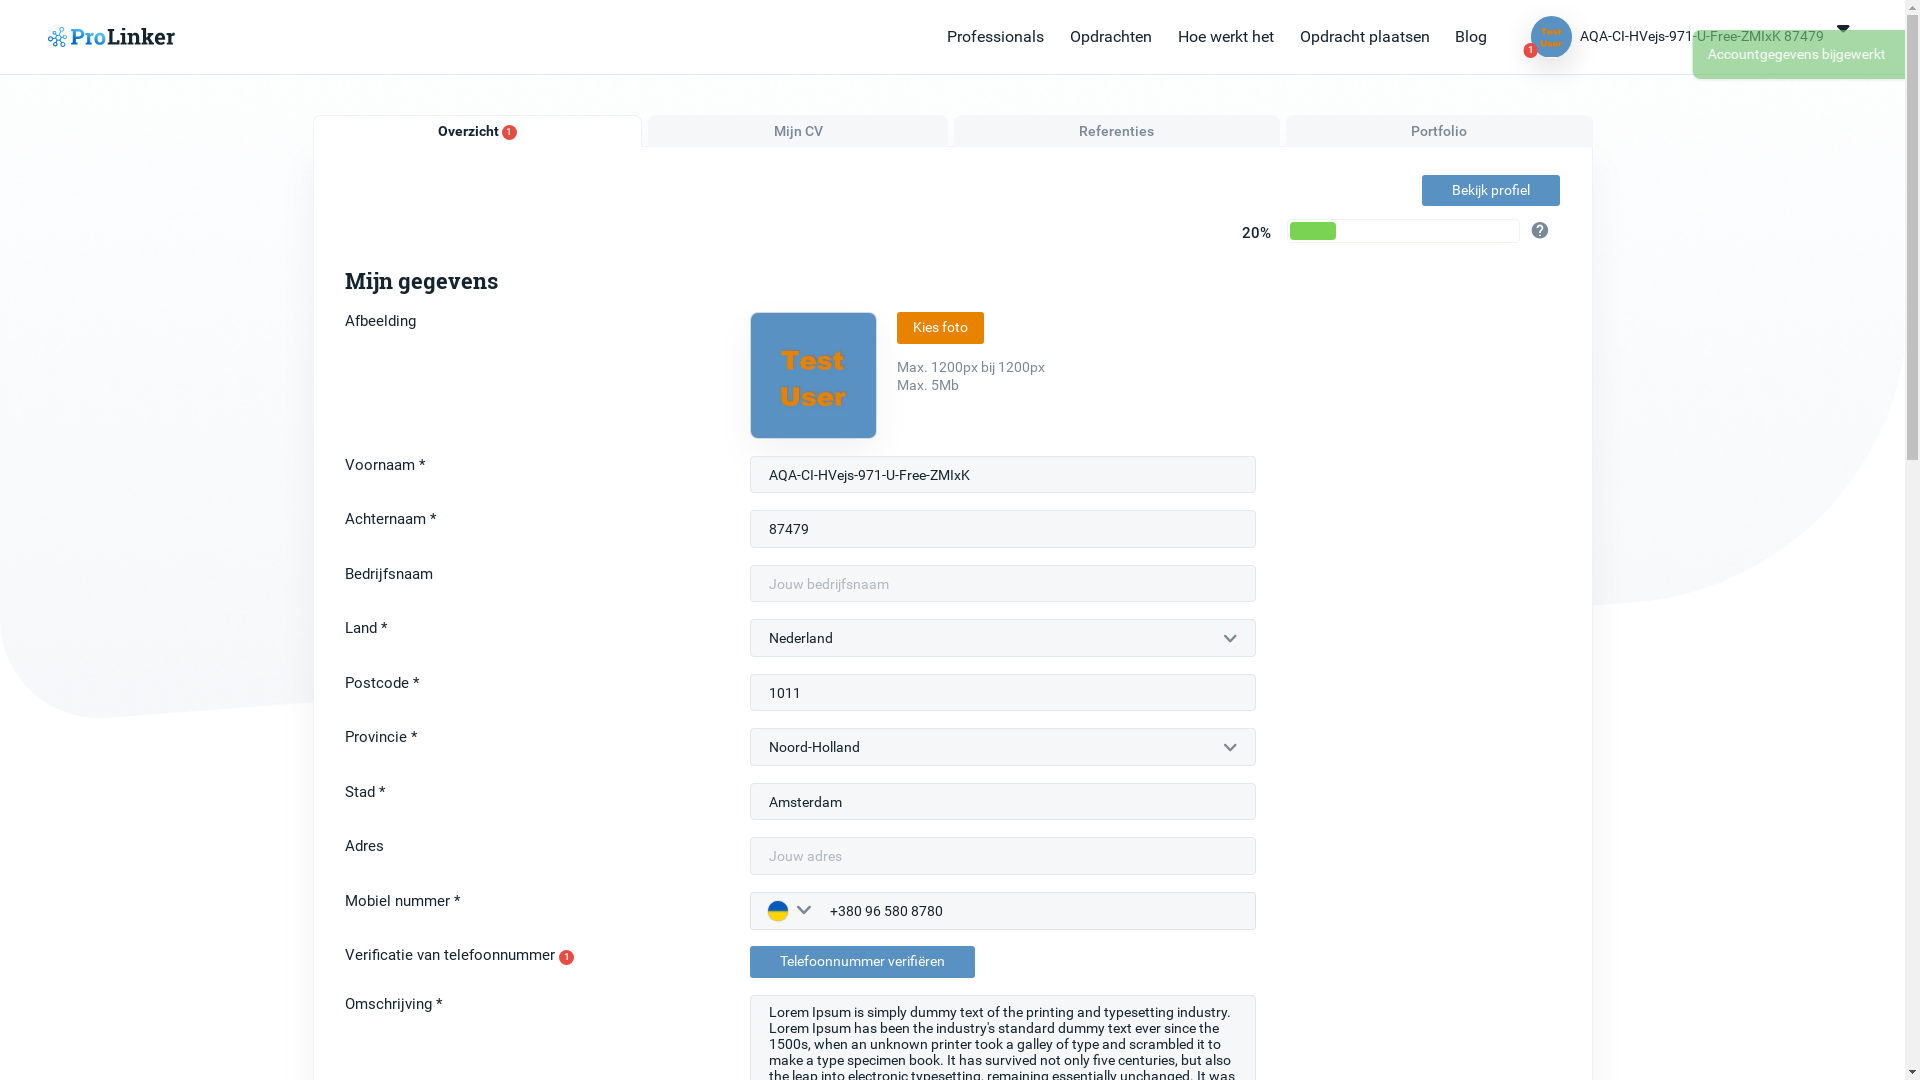 ProLinker
Professionals
Opdrachten
Hoe werkt het
Opdracht plaatsen
Blog
Test
User
1
AQA-CI-HVejs-971-U-Free-ZMIxK 87479
Accountgegevens bijgewerkt
Overzicht 1
Mijn CV
Referenties
Portfolio
Bekijk profiel
20%
?
Mijn gegevens
Afbeelding
Test
User
Kies foto
Max. 1200px bij 1200px
Max. 5Mb
Voornaam *
AQA-CI-HVejs-971-U-Free-ZMIxK
Achternaam *
87479
Bedrijfsnaam
Jouw bedrijfsnaam
Land *
Nederland
Postcode *
1011
Provincie *
Noord-Holland
Stad *
Amsterdam
Adres
Jouw adres
Mobiel nummer *
+380 96 580 8780
Verificatie van telefoonnummer 1
Telefoonnummer verifiëren
Omschrijving *
Lorem Ipsum is simply dummy text of the printing and typesetting industry.
Lorem Ipsum has been the industry's standard dummy text ever since the
1500s, when an unknown printer took a galley of type and scrambled it to
make a type specimen book. It has survived not only five centuries, but also
the leap into electronic typesetting, remaining essentially unchanged. It was